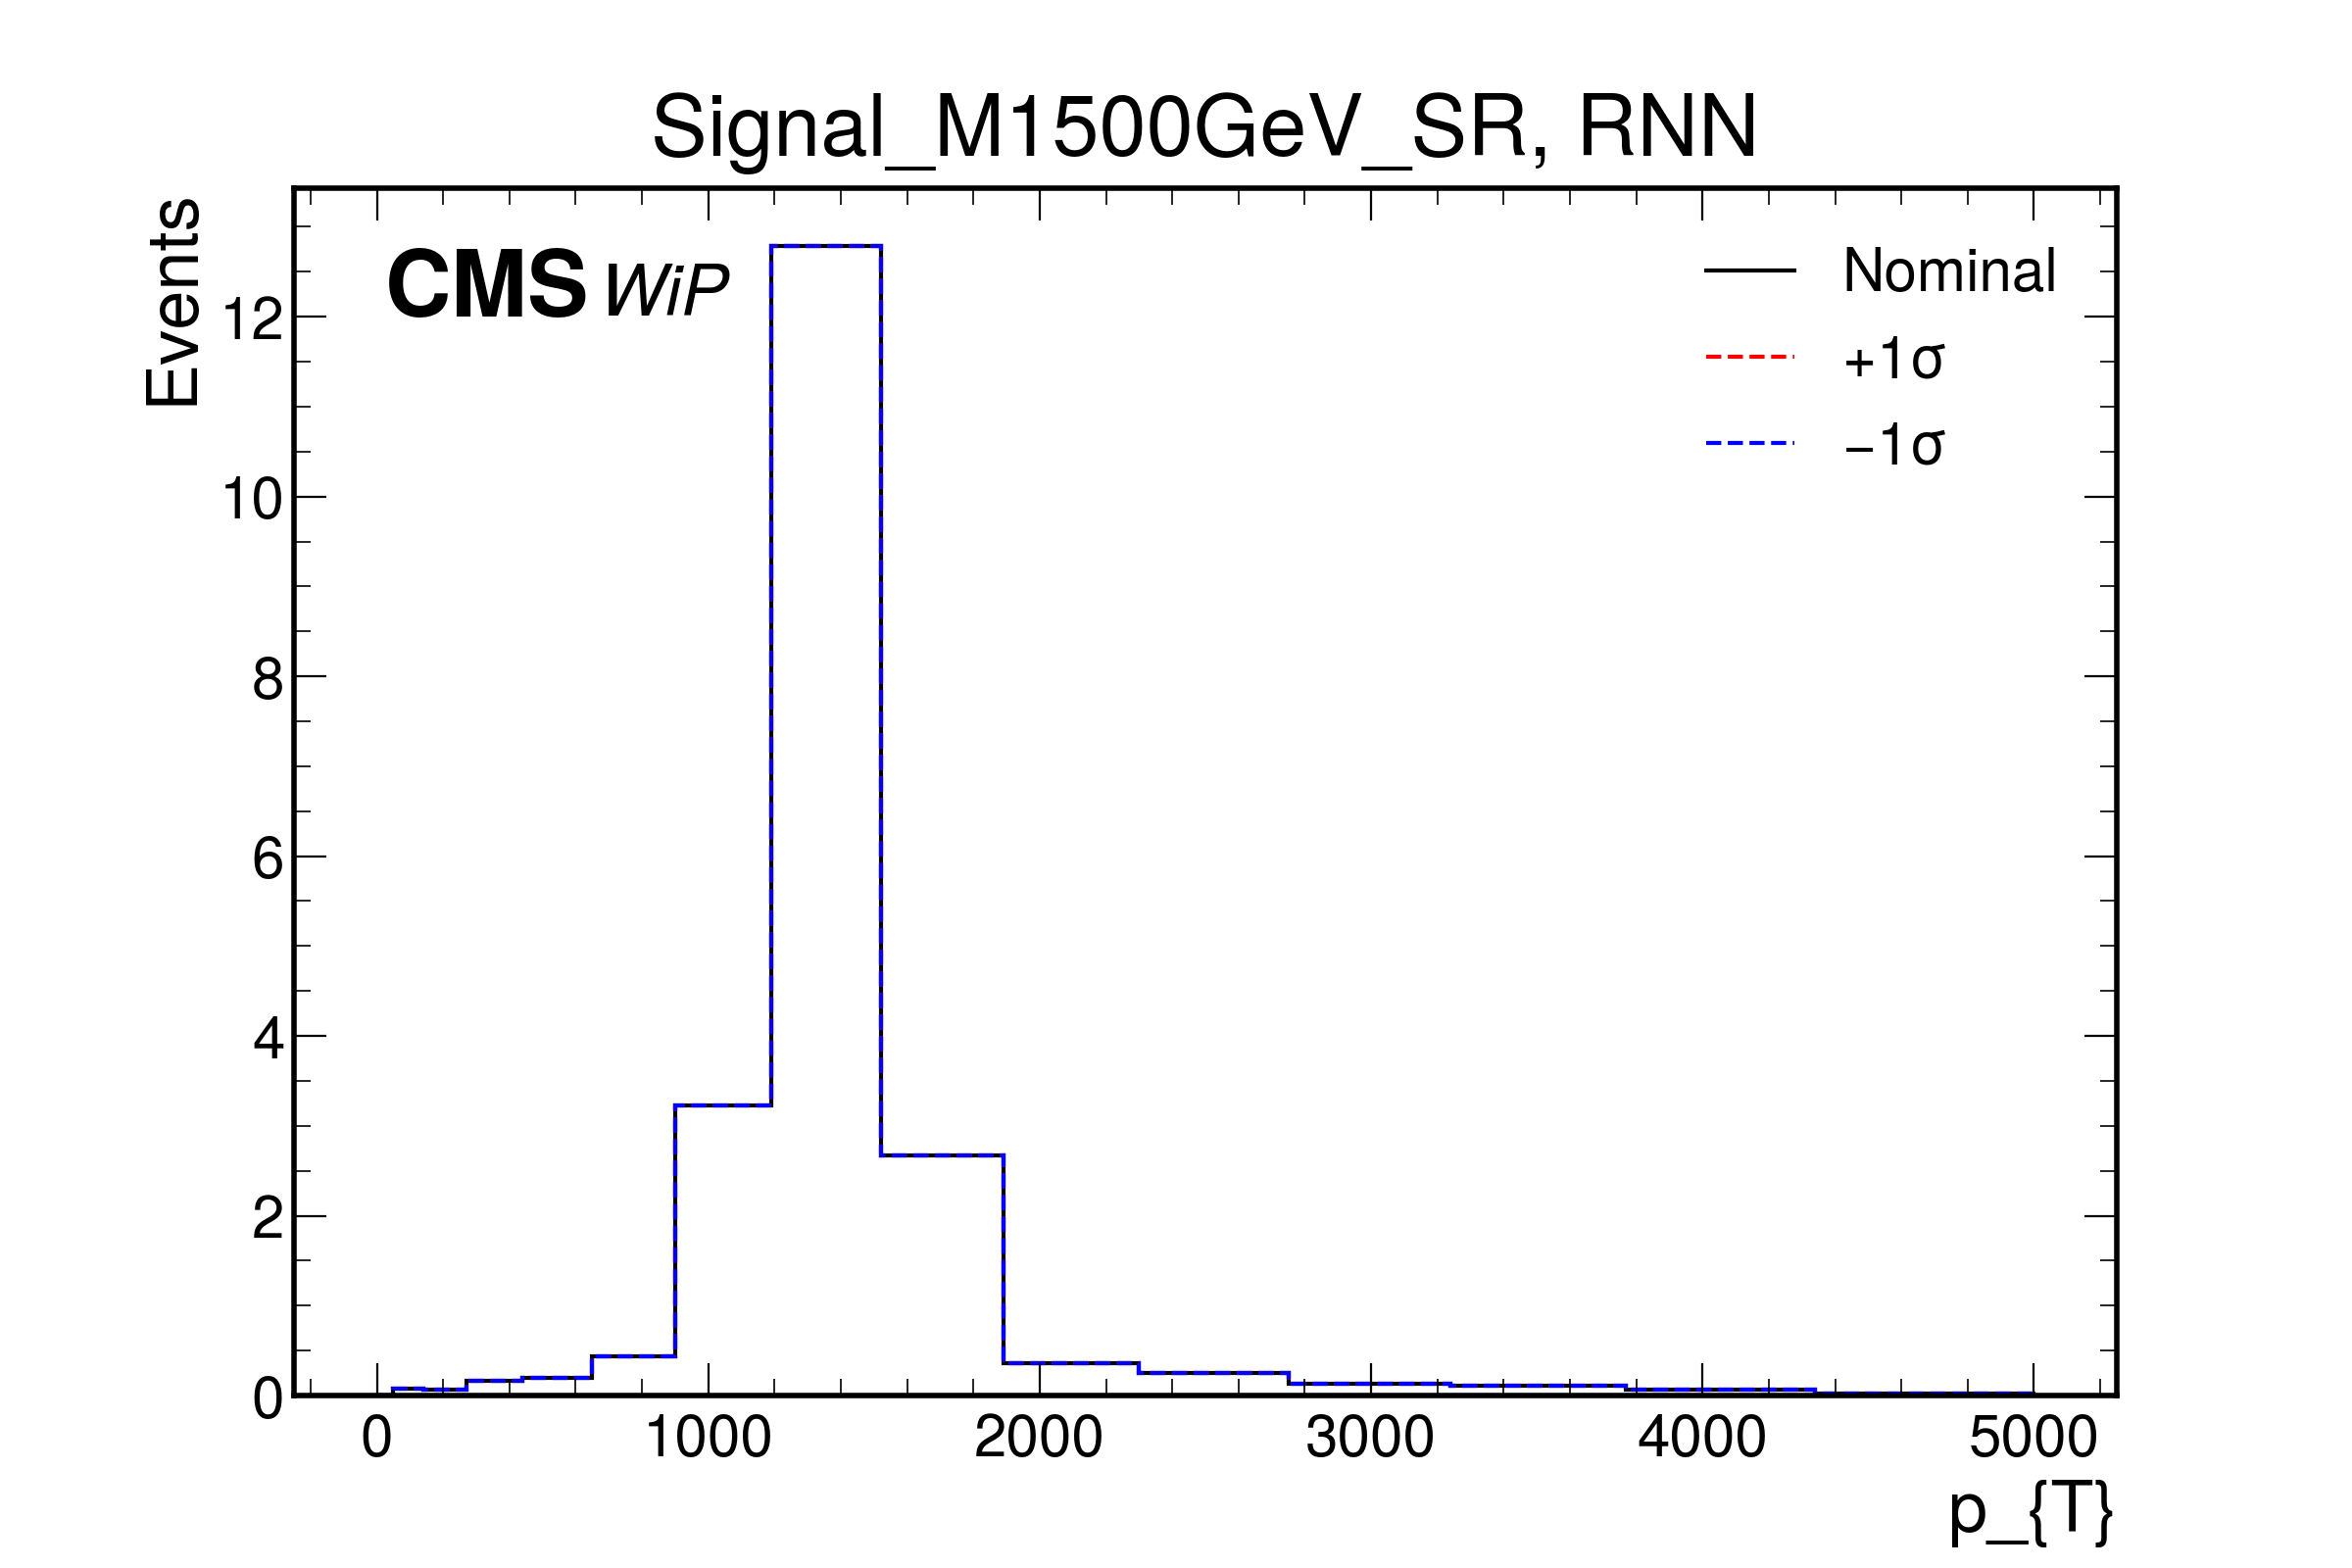 Signal_M1500GeV_SR, RNN
Events
CMS WiP
Nominal
+1σ
−1σ
12
10
8
6
4
2
0
0 1000 2000 3000 4000 5000
p_{T}